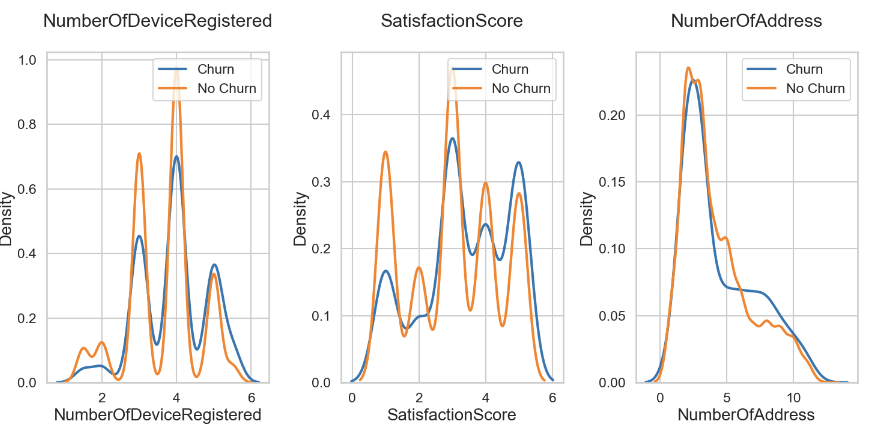 NumberOfDeviceRegistered
1.0
0.8
0.6
0.4
0.2
0.0
Density
Churn
No Churn
2 4 6
NumberOfDeviceRegistered
SatisfactionScore
0.4
0.3
0.2
0.1
0.0
Density
Churn
No Churn
0 2 4 6
SatisfactionScore
NumberOfAddress
0.20
0.15
0.10
0.05
0.00
Density
Churn
No Churn
0 5 10
NumberOfAddress